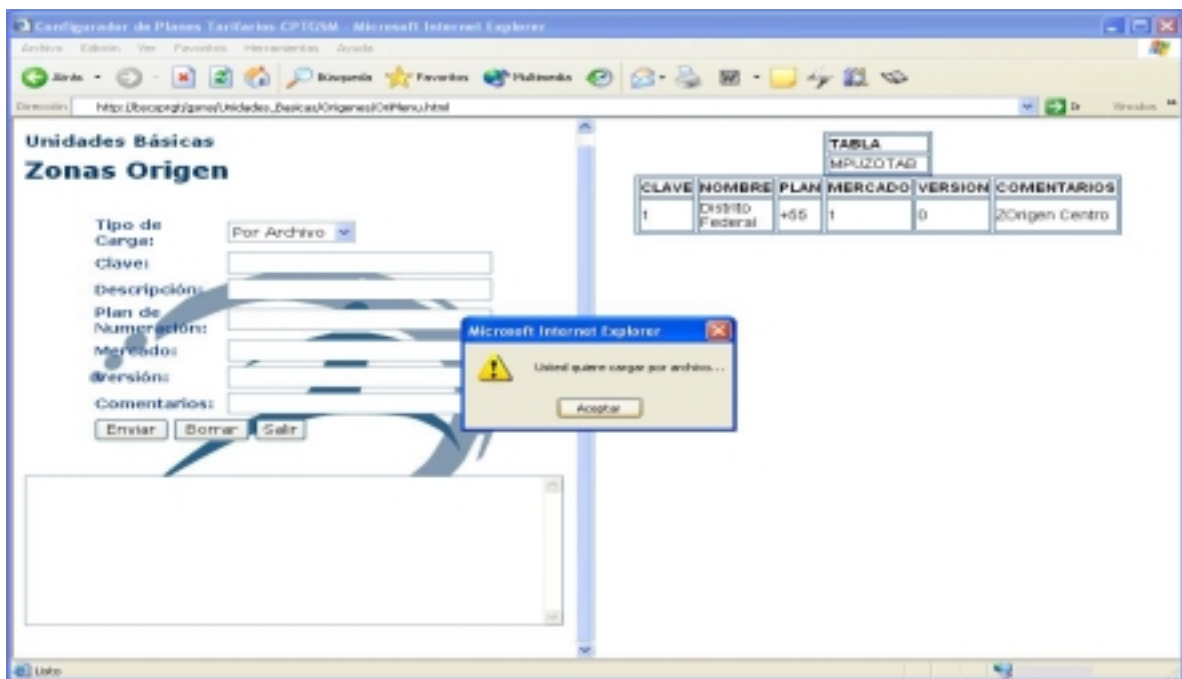 Configurador de Planes Tarifarios CPTGSM - Microsoft Internet Explorer
Archivo Edición Ver Favoritos Herramientas Ayuda
Atrás Búsqueda Favoritos Multimedia
Dirección Ir Vínculos
Unidades Básicas
Zonas Origen
Tipo de Carga: Por Archivo
Clave:
Descripción:
Plan de Numeración:
Mercado:
Versión:
Comentarios:
Enviar Borrar Salir
TABLA
MPUZOTAB
CLAVE NOMBRE PLAN MERCADO VERSION COMENTARIOS
1 Distrito Federal +55 1 0 ZOrigen Centro
Microsoft Internet Explorer
Usted quiere cargar por archivo...
Aceptar
Listo